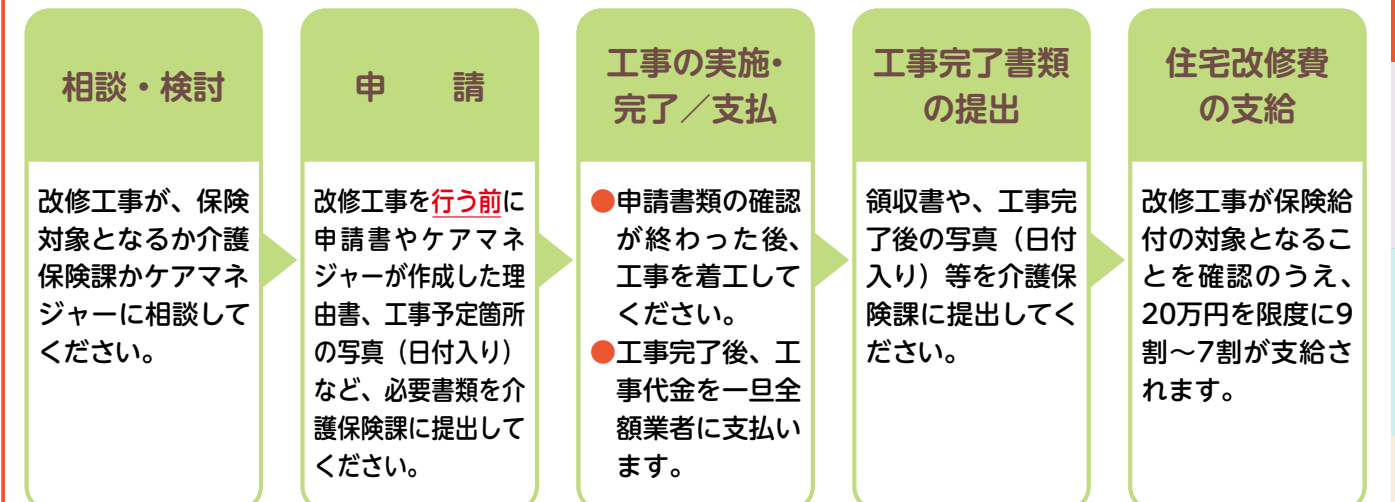 相談・検討
改修工事が、保険
対象となるか介護
保険課かケアマネ
ジャーに相談して
ください。
申　請
改修工事を行う前に
申請書やケアマネ
ジャーが作成した理
由書、工事予定箇所
の写真（日付入り）
など、必要書類を介
護保険課に提出して
ください。
工事の実施・
完了／支払
●申請書類の確認
が終わった後、
工事を着工して
ください。
●工事完了後、工
事代金を一旦全
額業者に支払い
ます。
工事完了書類
の提出
領収書や、工事完
了後の写真（日付
入り）等を介護保
険課に提出してく
ださい。
住宅改修費
の支給
改修工事が保険給
付の対象となるこ
とを確認のうえ、
20万円を限度に9
割～7割が支給さ
れます。